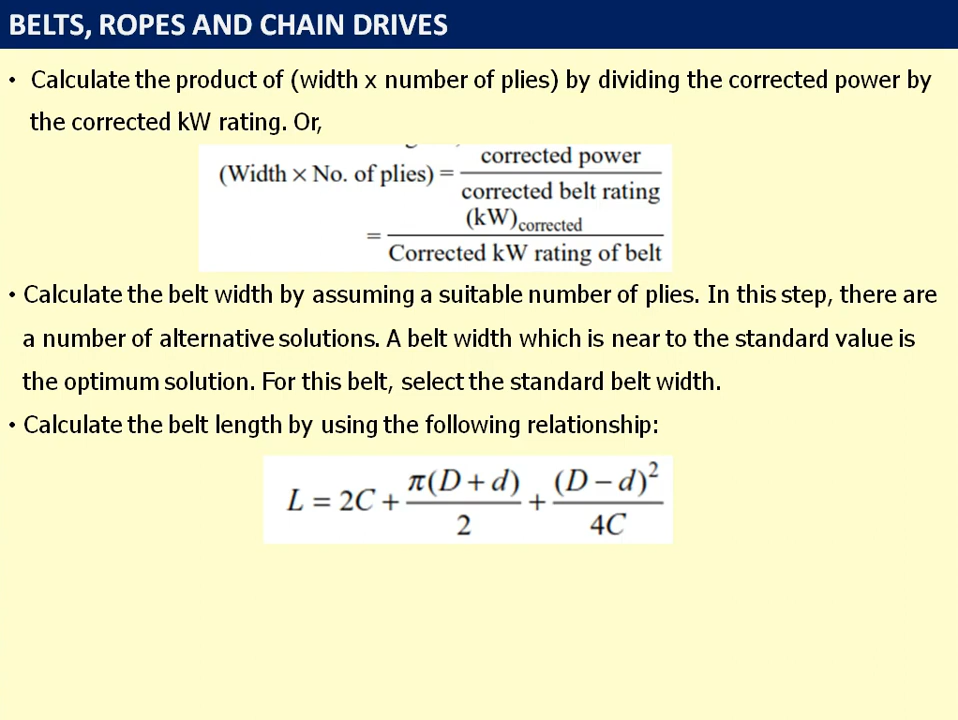 BELTS, ROPES AND CHAIN DRIVES
• Calculate the product of (width x number of plies) by dividing the corrected power by
the corrected kW rating. Or,
(Width × No. of plies) = corrected power / corrected belt rating
= (kW)corrected / Corrected kW rating of belt
• Calculate the belt width by assuming a suitable number of plies. In this step, there are
a number of alternative solutions. A belt width which is near to the standard value is
the optimum solution. For this belt, select the standard belt width.
• Calculate the belt length by using the following relationship:
L = 2C + π(D + d)/2 + (D − d)²/4C